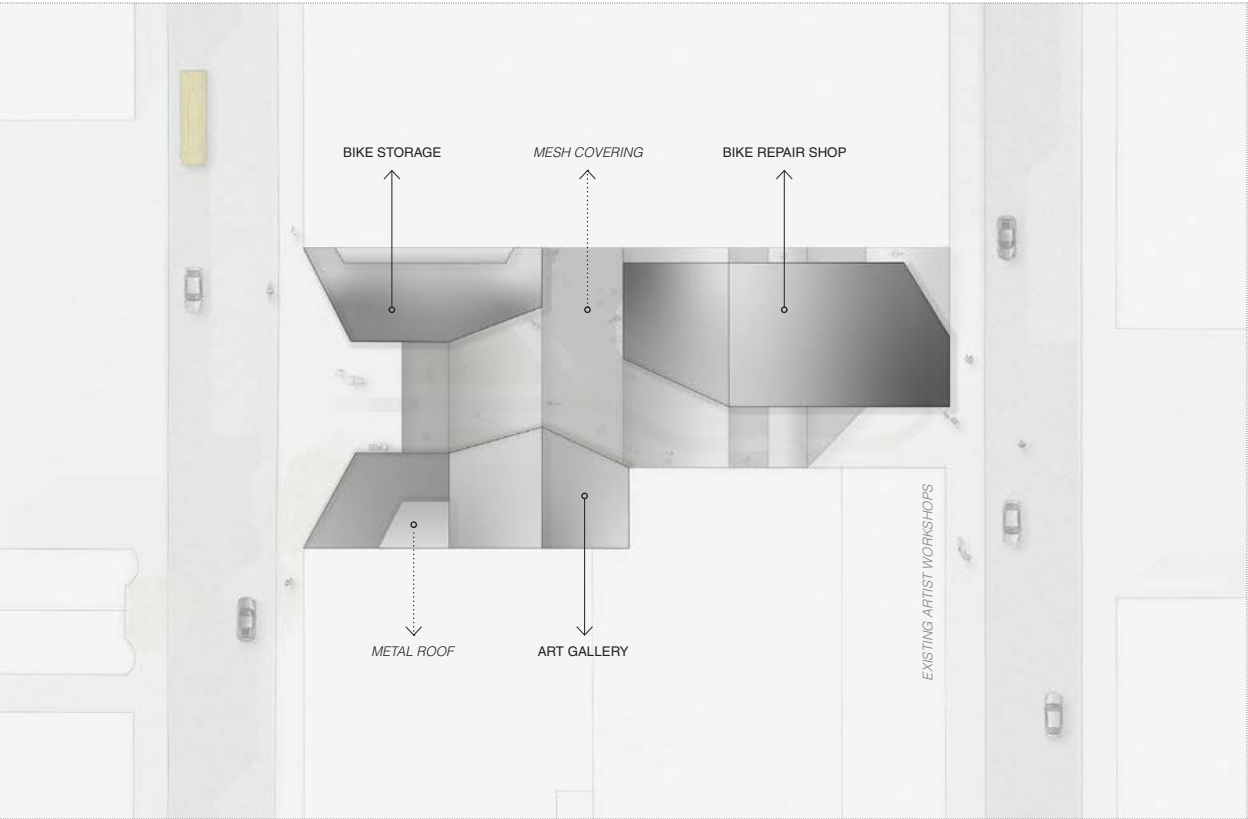 BIKE STORAGE
MESH COVERING
BIKE REPAIR SHOP
EXISTING ARTIST WORKSHOPS
METAL ROOF
ART GALLERY